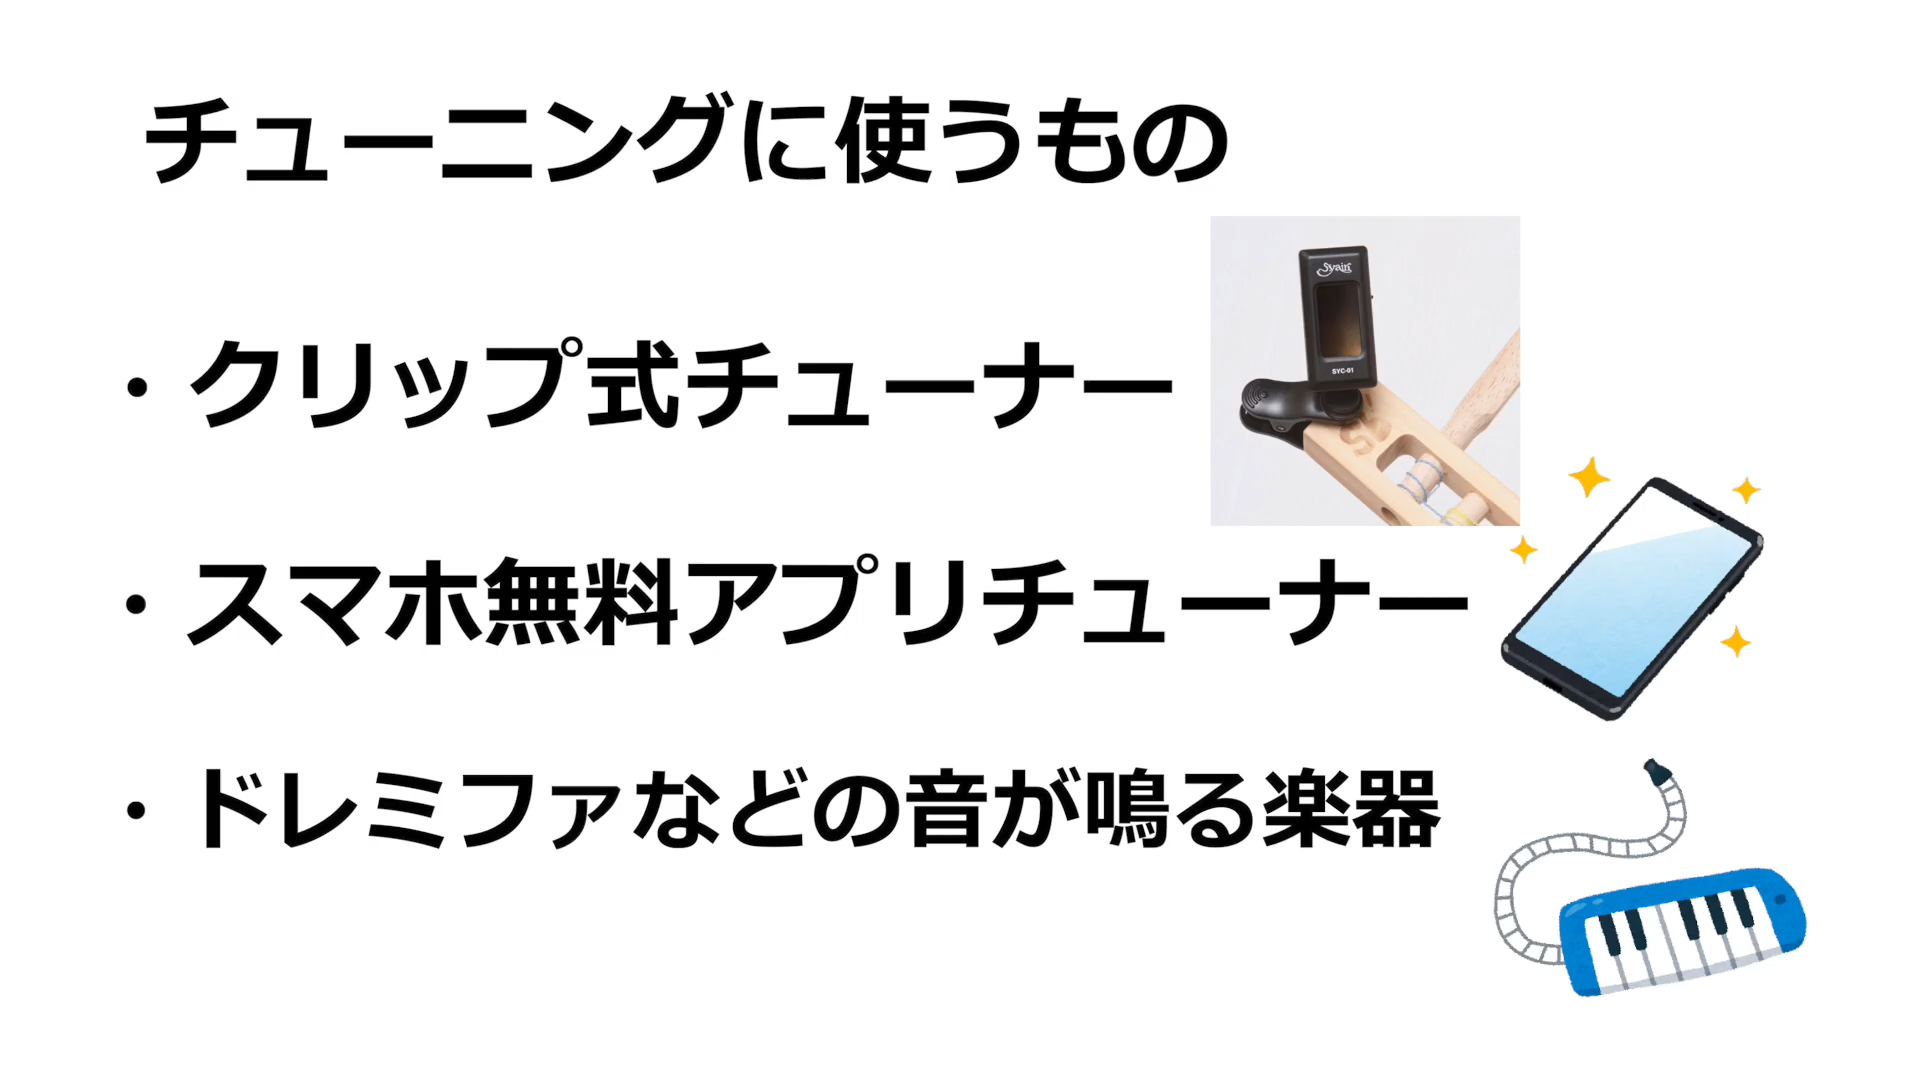 チューニングに使うもの
Syairi
SYC-01
・クリップ式チューナー
・スマホ無料アプリチューナー
・ドレミファなどの音が鳴る楽器